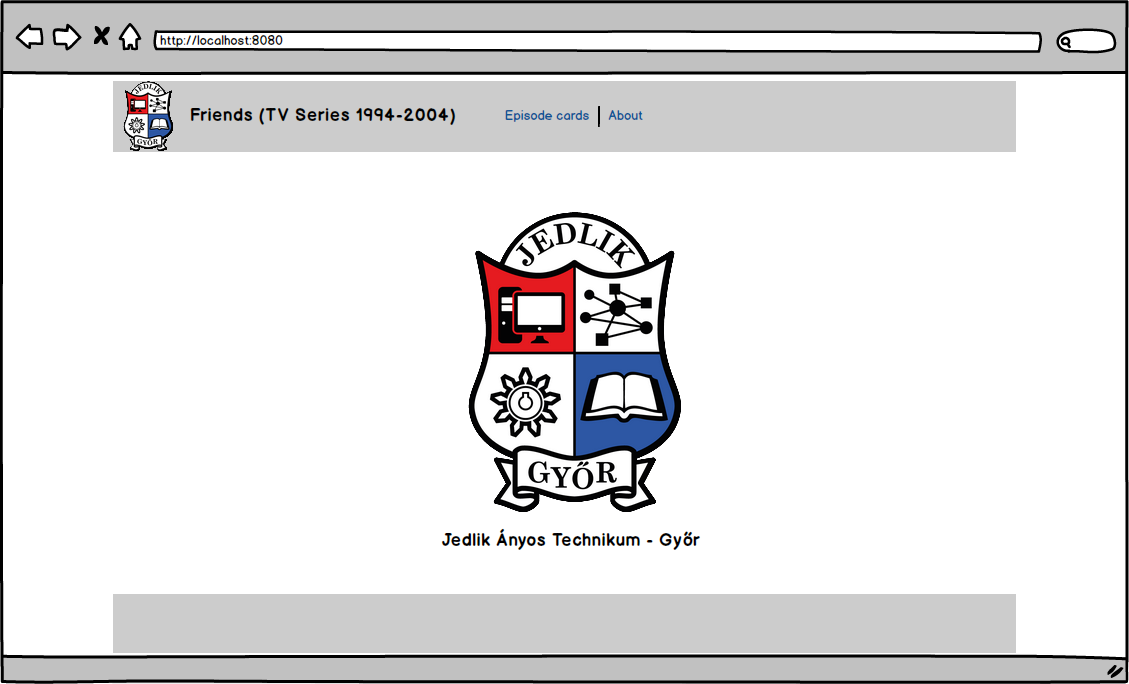 http://localhost:8080
JEDLIK
GYŐR
Friends (TV Series 1994-2004)
Episode cards | About
JEDLIK
GYŐR
Jedlik Ányos Technikum - Győr